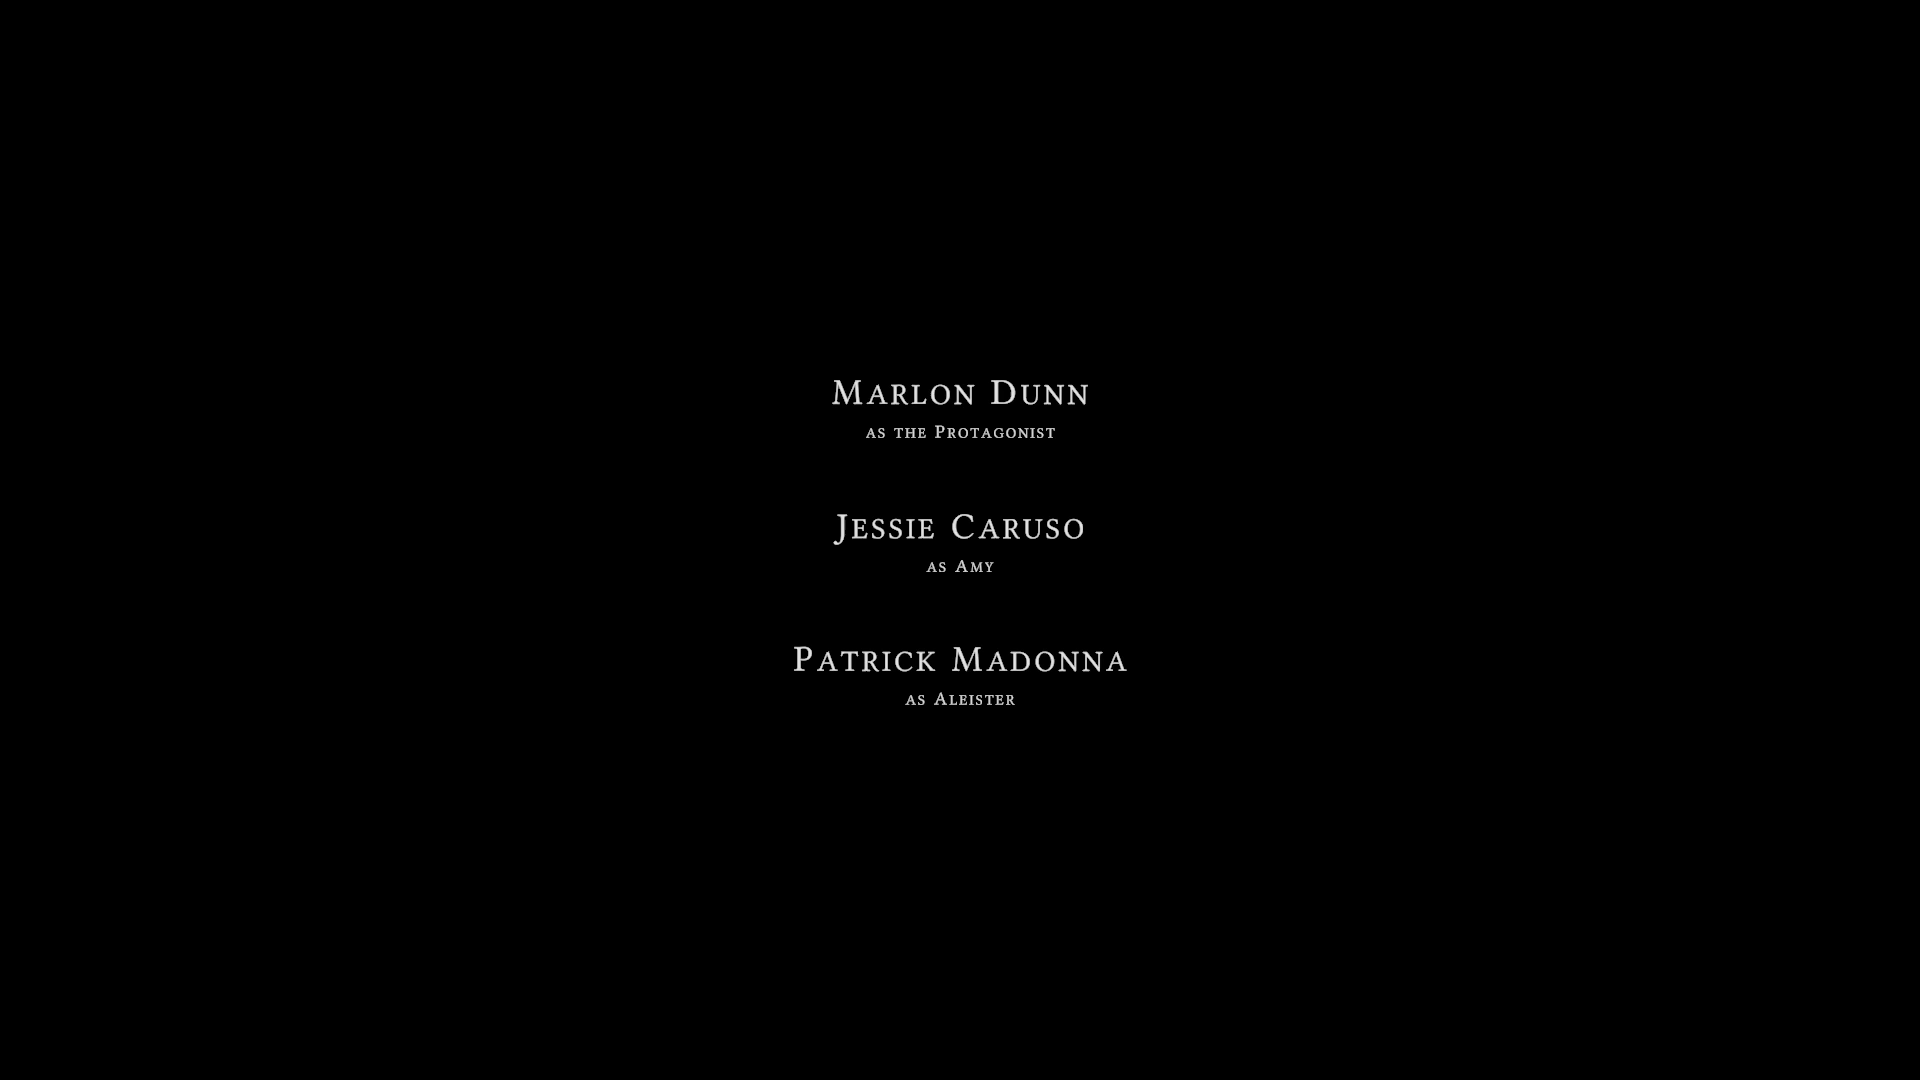 Marlon Dunn
as the Protagonist
Jessie Caruso
as Amy
Patrick Madonna
as Aleister